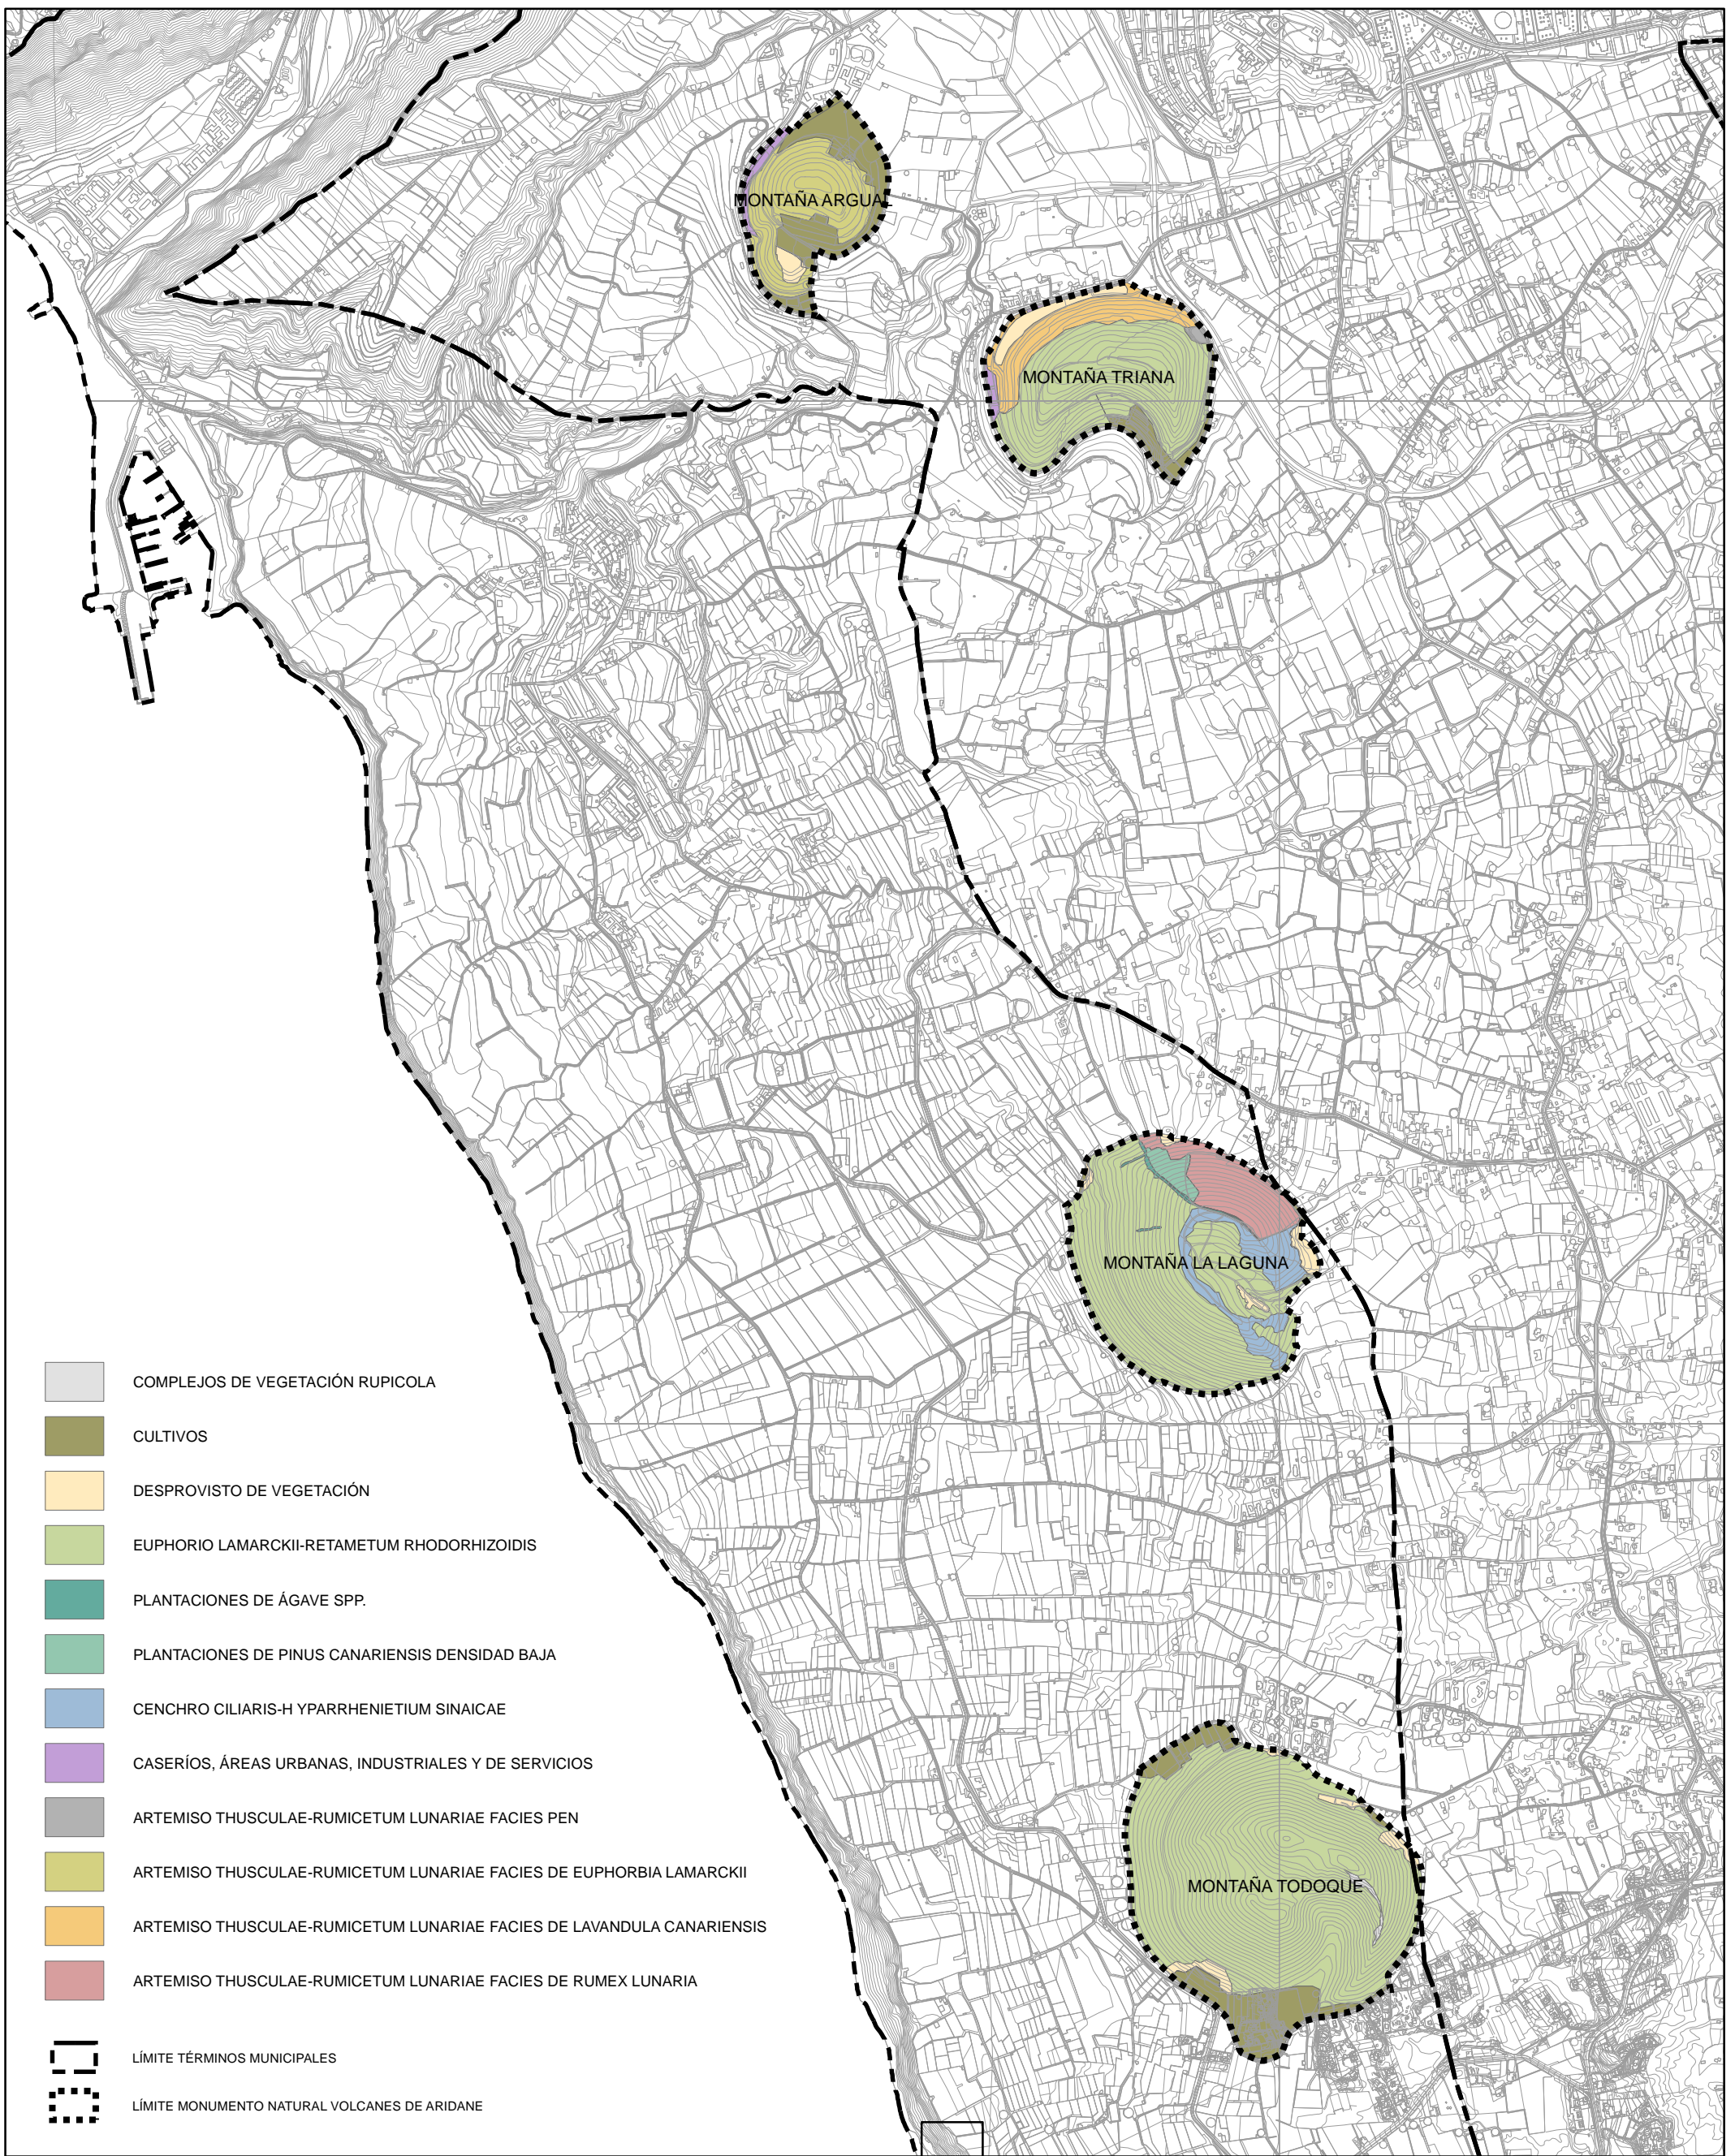 MONTAÑA ARGUAL
MONTAÑA TRIANA
MONTAÑA LA LAGUNA
MONTAÑA TODOQUE
COMPLEJOS DE VEGETACIÓN RUPICOLA
CULTIVOS
DESPROVISTO DE VEGETACIÓN
EUPHORIO LAMARCKII-RETAMETUM RHODORHIZOIDIS
PLANTACIONES DE ÁGAVE SPP.
PLANTACIONES DE PINUS CANARIENSIS DENSIDAD BAJA
CENCHRO CILIARIS-H YPARRHENIETIUM SINAICAE
CASERÍOS, ÁREAS URBANAS, INDUSTRIALES Y DE SERVICIOS
ARTEMISO THUSCULAE-RUMICETUM LUNARIAE FACIES PEN
ARTEMISO THUSCULAE-RUMICETUM LUNARIAE FACIES DE EUPHORBIA LAMARCKII
ARTEMISO THUSCULAE-RUMICETUM LUNARIAE FACIES DE LAVANDULA CANARIENSIS
ARTEMISO THUSCULAE-RUMICETUM LUNARIAE FACIES DE RUMEX LUNARIA
LÍMITE TÉRMINOS MUNICIPALES
LÍMITE MONUMENTO NATURAL VOLCANES DE ARIDANE